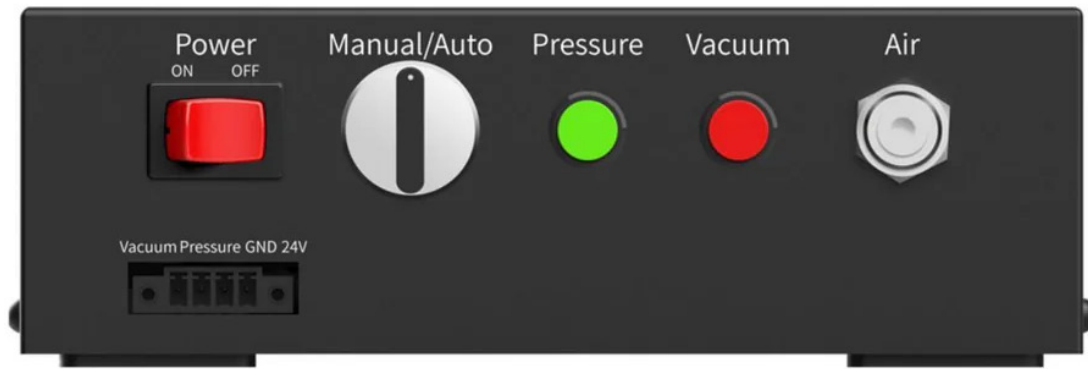 Power Manual/Auto Pressure Vacuum Air
ON OFF
Vacuum Pressure GND 24V